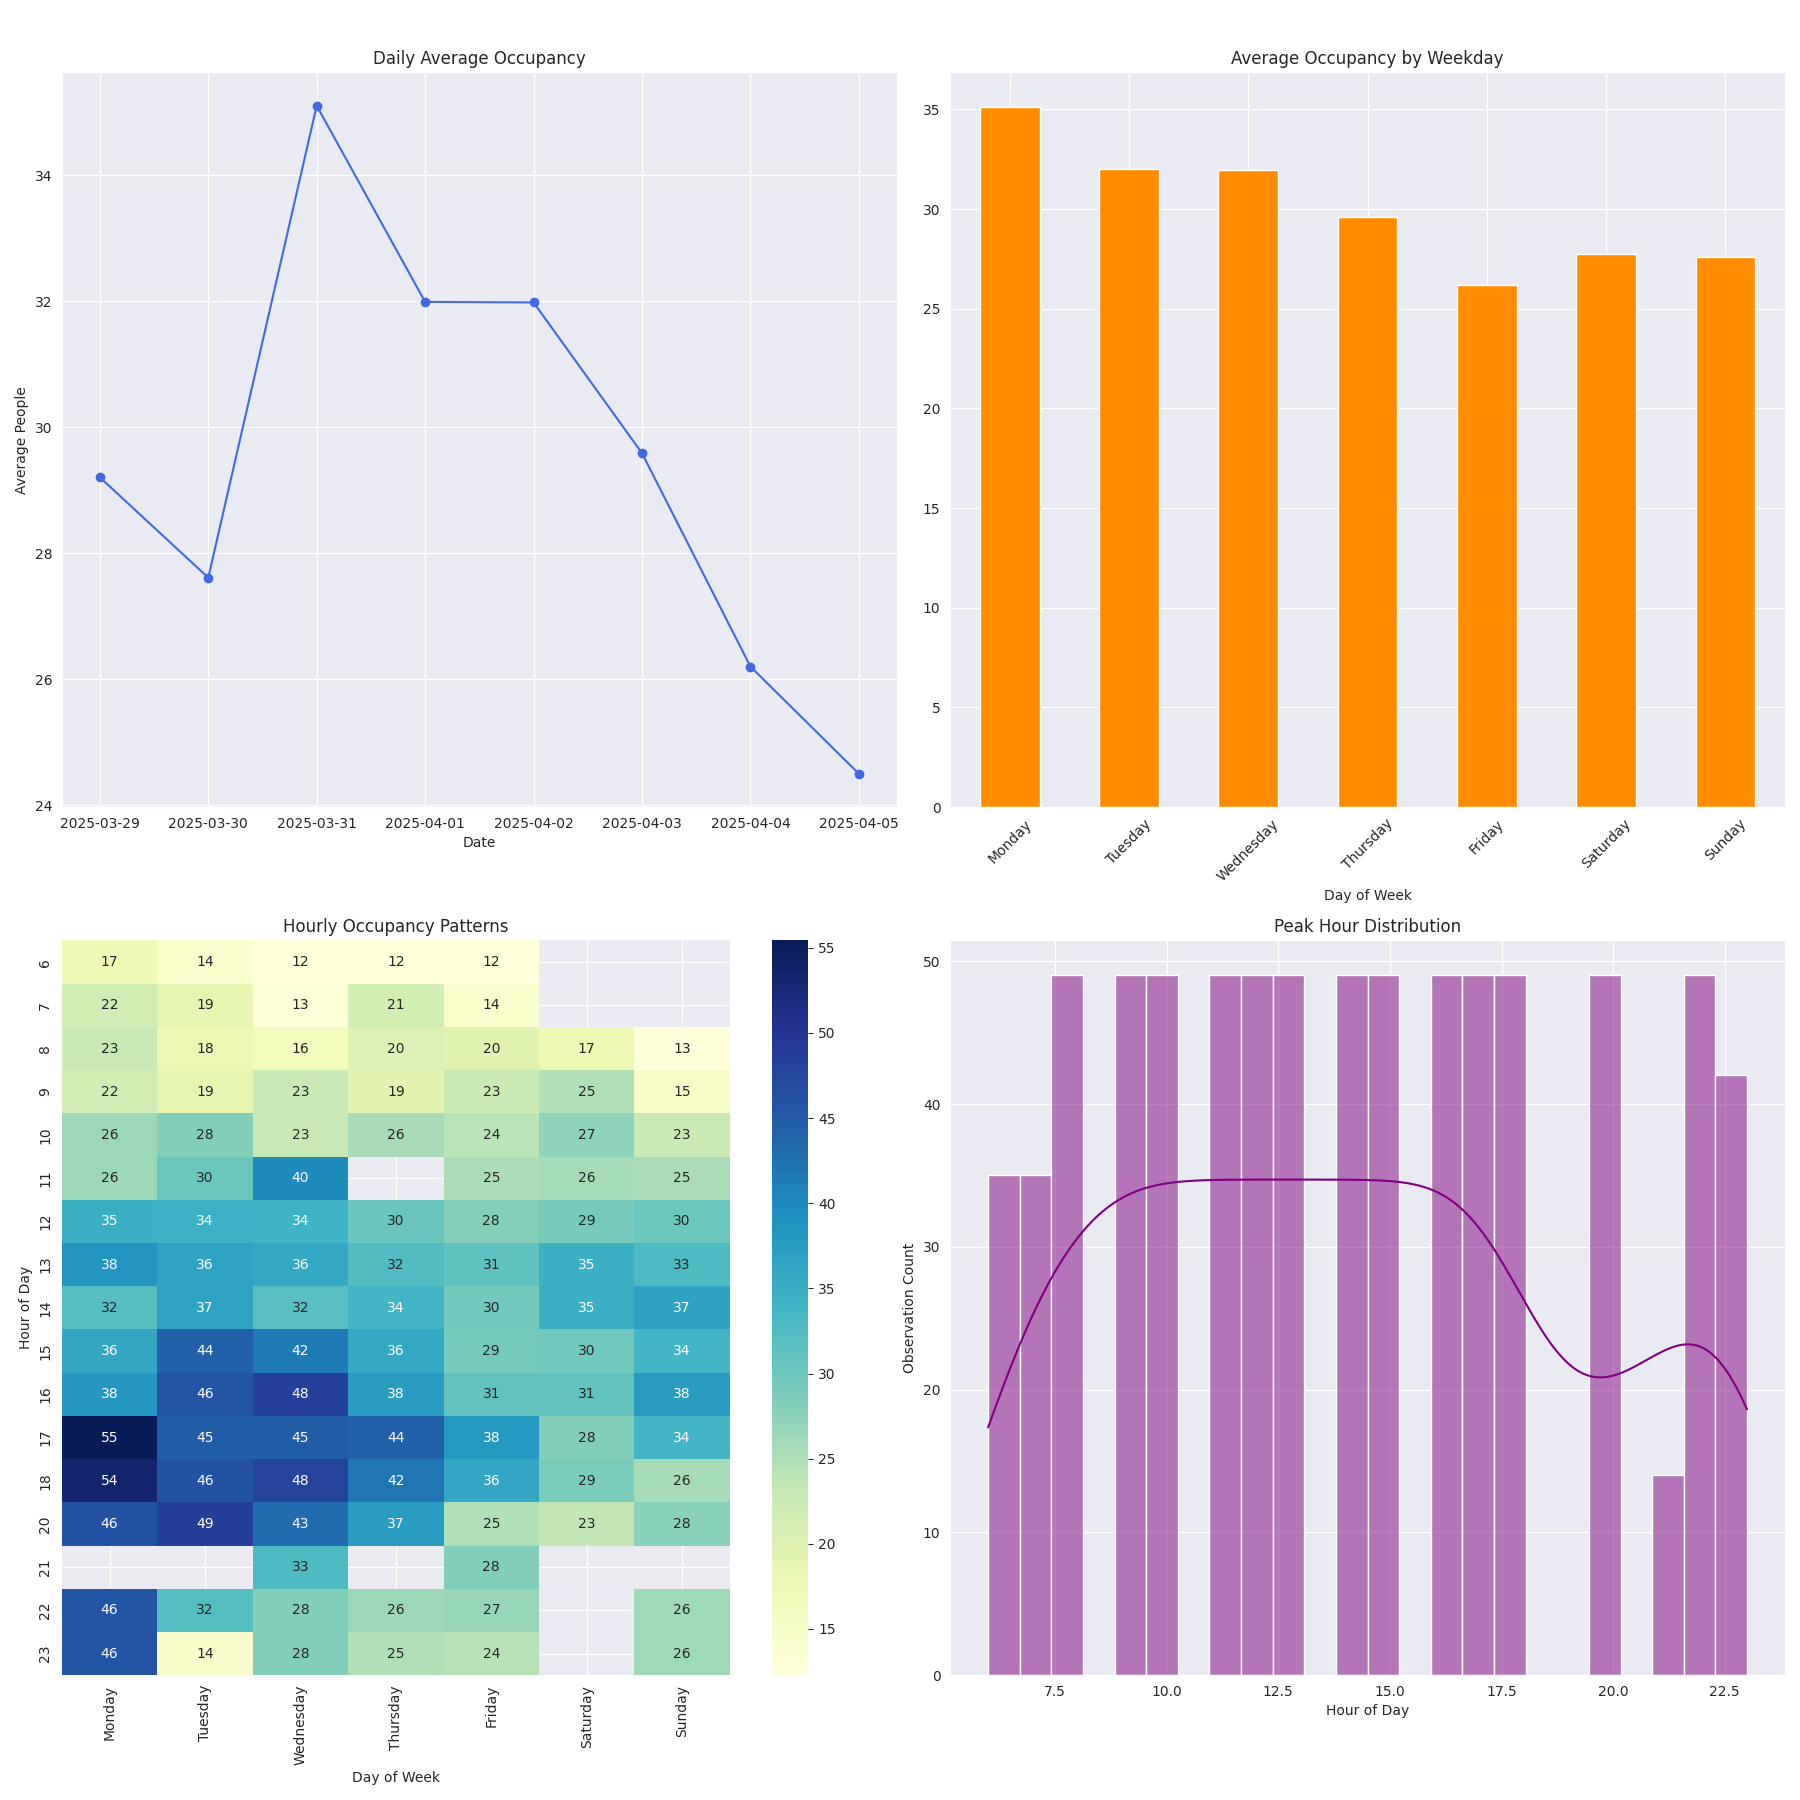 Daily Average Occupancy
34
32
30
28
26
24
Average People
2025-03-29 2025-03-30 2025-03-31 2025-04-01 2025-04-02 2025-04-03 2025-04-04 2025-04-05
Date
Average Occupancy by Weekday
35
30
25
20
15
10
5
0
Monday Tuesday Wednesday Thursday Friday Saturday Sunday
Day of Week
Hourly Occupancy Patterns
Hour of Day
6 17 14 12 12 12
7 22 19 13 21 14
8 23 18 16 20 20 17 13
9 22 19 23 19 23 25 15
10 26 28 23 26 24 27 23
11 26 30 40 25 26 25
12 35 34 34 30 28 29 30
13 38 36 36 32 31 35 33
14 32 37 32 34 30 35 37
15 36 44 42 36 29 30 34
16 38 46 48 38 31 31 38
17 55 45 45 44 38 28 34
18 54 46 48 42 36 29 26
20 46 49 43 37 25 23 28
21 33 28
22 46 32 28 26 27 26
23 46 14 28 25 24 26
Monday Tuesday Wednesday Thursday Friday Saturday Sunday
Day of Week
55
50
45
40
35
30
25
20
15
Peak Hour Distribution
50
40
30
20
10
0
Observation Count
7.5 10.0 12.5 15.0 17.5 20.0 22.5
Hour of Day